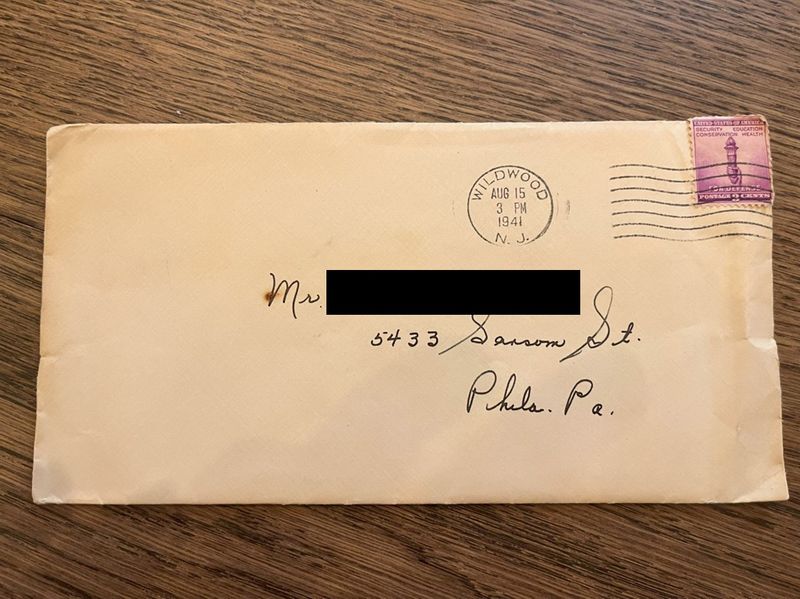 UNITED STATES OF AMERICA
SECURITY EDUCATION
CONSERVATION HEALTH
FOR DEFENSE
POSTAGE 3 CENTS
WILDWOOD
AUG 15
3 PM
1941
N. J.
Mr.
5433 Sansom St.
Phila. Pa.